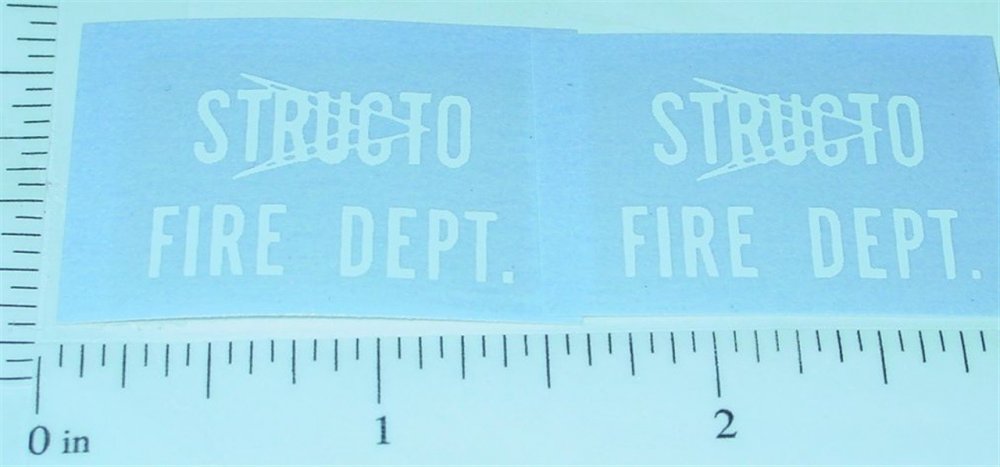 STRUCTO STRUCTO
FIRE DEPT. FIRE DEPT.
0 in 1 2